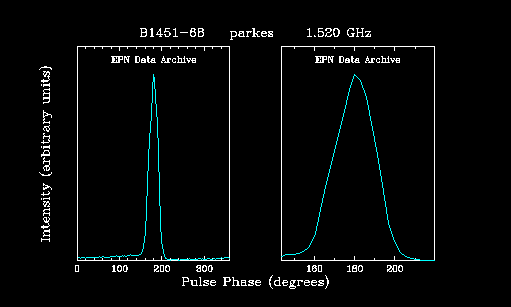 B1451-68 parkes 1.520 GHz
EPN Data Archive EPN Data Archive
Intensity (arbitrary units)
0 100 200 300 160 180 200
Pulse Phase (degrees)